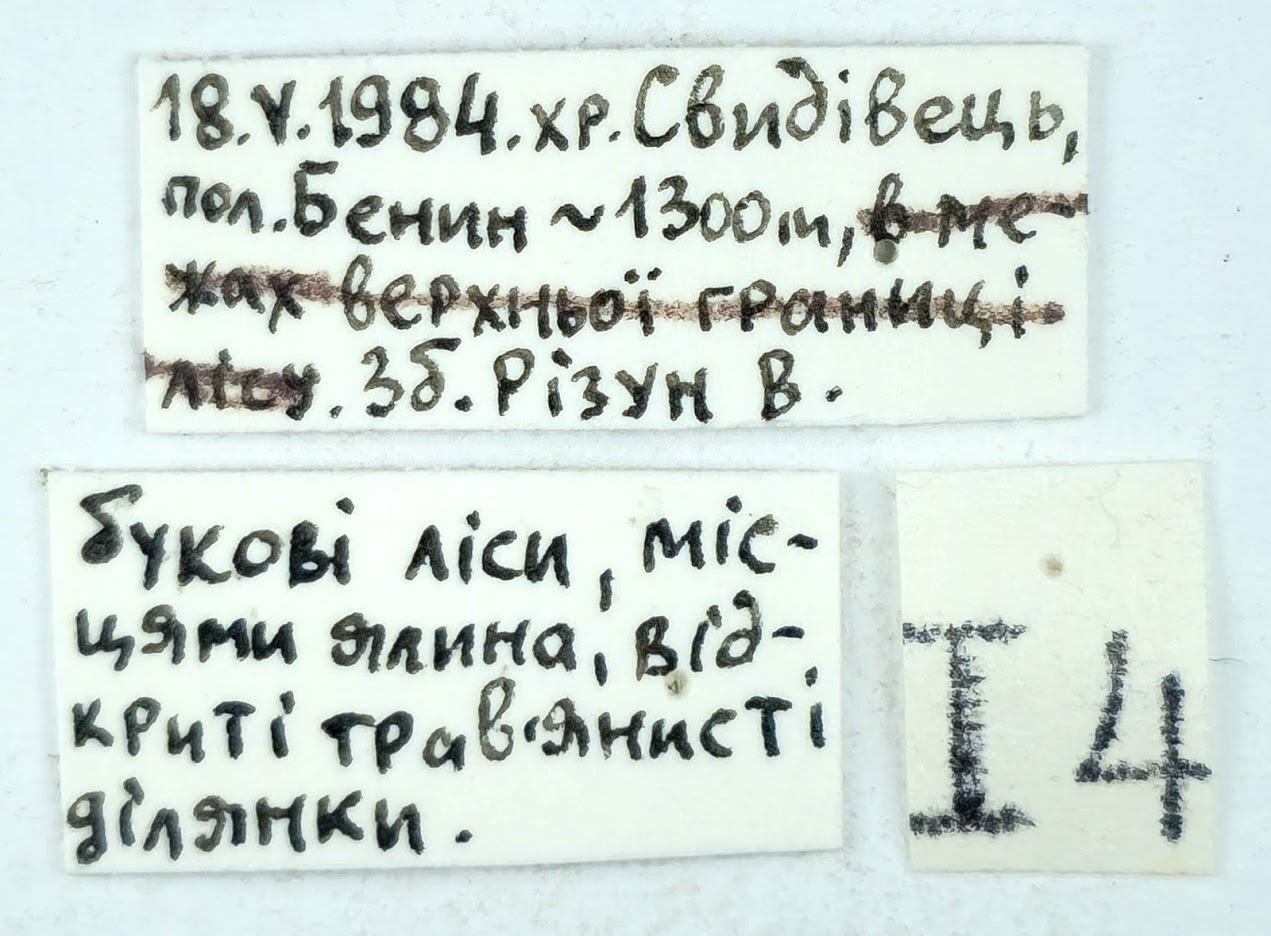 18.V.1984. хр. Свидівець,
пол. Бенин ~ 1300м, в ме-
жах верхньої границі
лісу. Зб. Різун В.
букові ліси, міс-
цями ялина, від-
криті трав'янисті
ділянки.
I 4